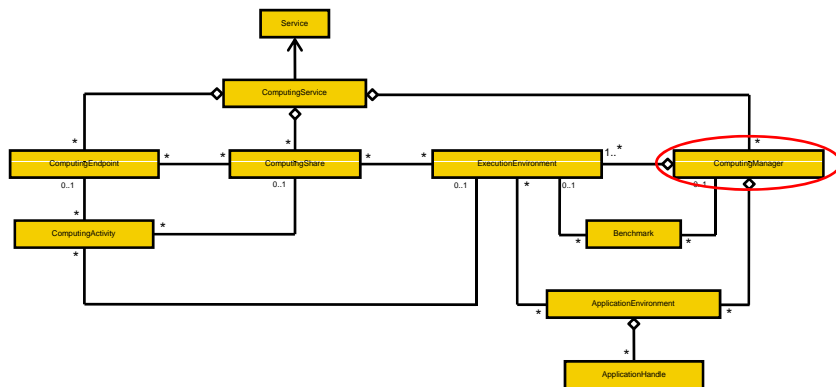 Service
ComputingService
* * *
1..*
ComputingEndpoint * * ComputingShare * * ExecutionEnvironment ComputingManager
0..1 0..1 0..1 * 0..1 0..1
*
ComputingActivity * * Benchmark *
*
* ApplicationEnvironment *
*
ApplicationHandle